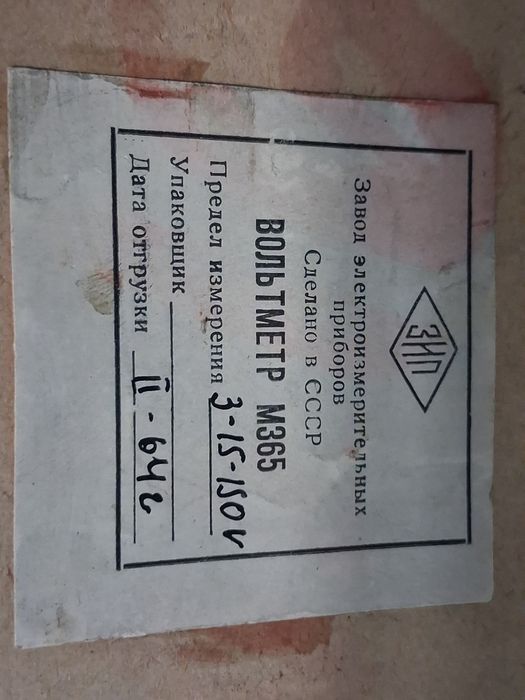 ЗИП
Завод электроизмерительных
приборов
Сделано в СССР
ВОЛЬТМЕТР М365
Предел измерения 3-15-150V
Упаковщик
Дата отгрузки II-64г